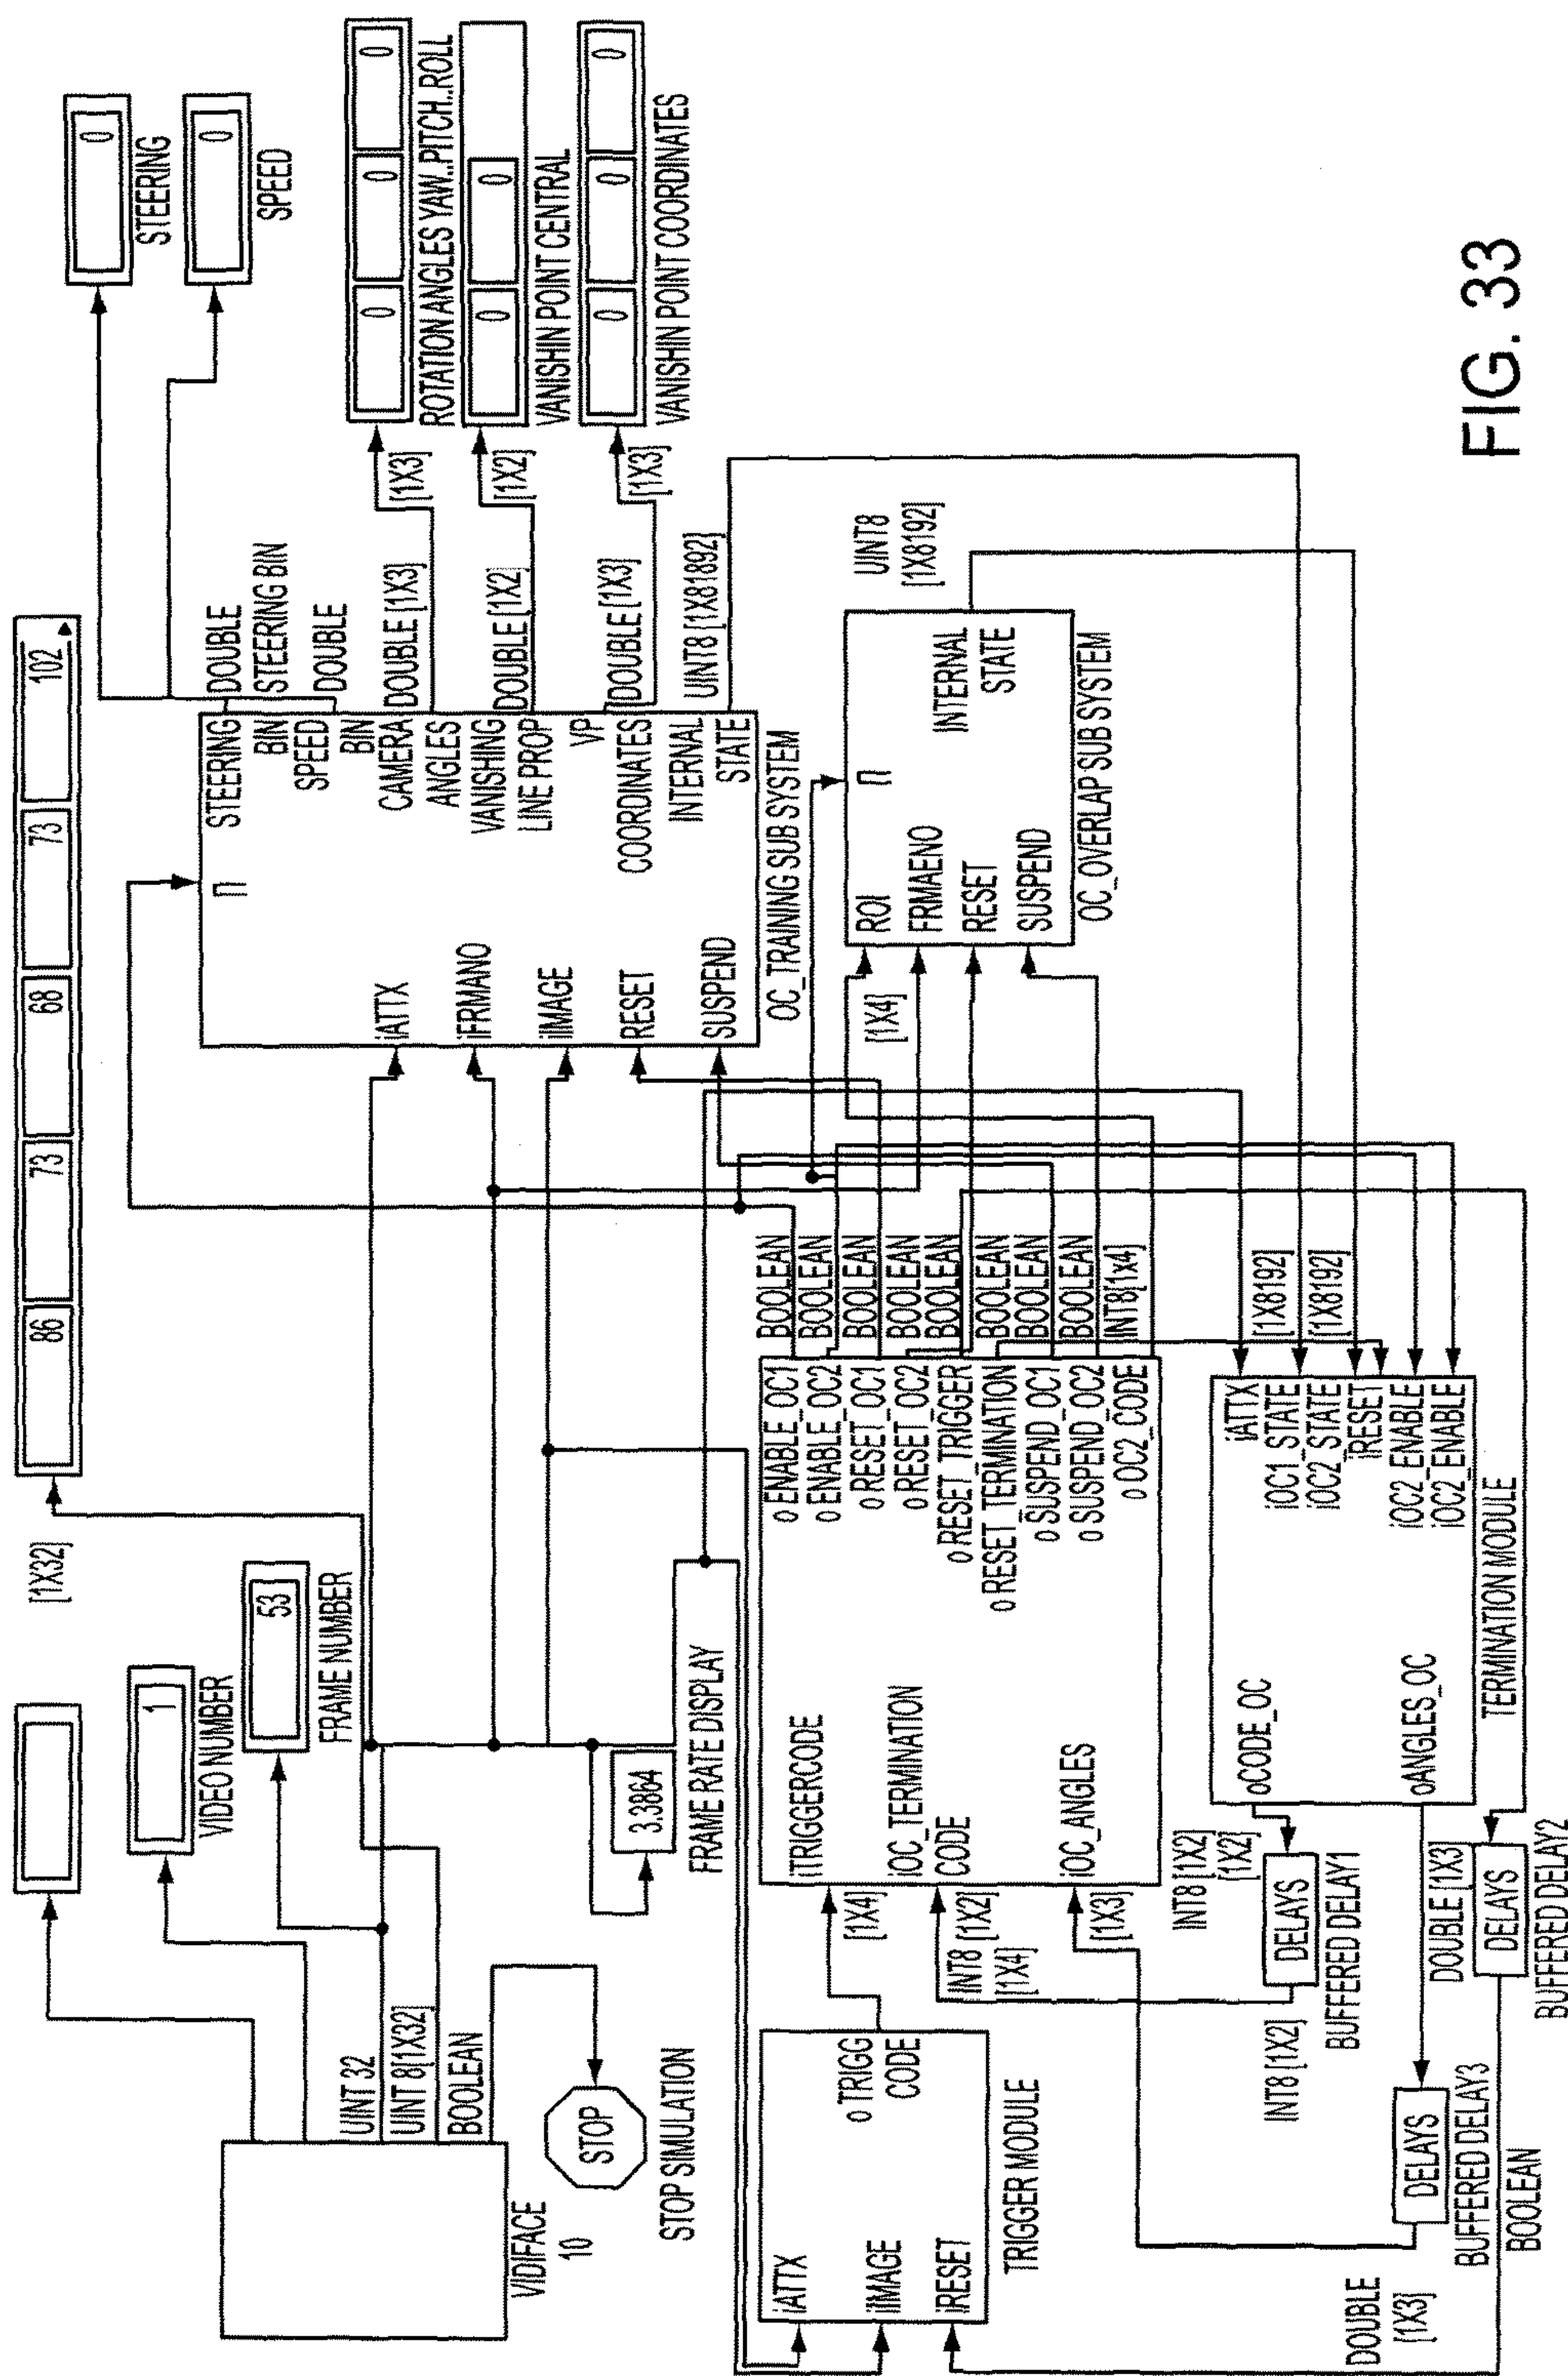 86
73
68
73
102
[1X32]
1
VIDEO NUMBER
53
FRAME NUMBER
0
STEERING
0
SPEED
VIDIFACE
10
UINT 32
UINT 8[1X32]
BOOLEAN
STOP
STOP SIMULATION
3.3864
FRAME RATE DISPLAY
iATTX
iFRMANO
iIMAGE
RESET
SUSPEND
STEERING
BIN
SPEED
BIN
CAMERA
ANGLES
VANISHING
LINE PROP
VP
COORDINATES
INTERNAL
STATE
OC_TRAINING SUB SYSTEM
DOUBLE
STEERING BIN
DOUBLE
DOUBLE [1X3]
DOUBLE [1X2]
[DOUBLE [1X3]
UINT8 [1X81892]
[1X3]
[1X2]
[1X3]
0 0 0
ROTATION ANGLES YAW..PITCH..ROLL
0 0
VANISHIN POINT CENTRAL
0 0 0
VANISHIN POINT COORDINATES
ROI
FRMAENO
RESET
SUSPEND
INTERNAL
STATE
OC_OVERLAP SUB SYSTEM
[1X4]
UINT8
[1X8192]
iTRIGGERCODE
iOC_TERMINATION
CODE
iOC_ANGLES
o ENABLE_OC1
o ENABLE_OC2
o RESET_OC1
o RESET_OC2
o RESET_TRIGGER
o RESET_TERMINATION
o SUSPEND_OC1
o SUSPEND_OC2
o OC2_CODE
BOOLEAN
BOOLEAN
BOOLEAN
BOOLEAN
BOOLEAN
BOOLEAN
BOOLEAN
BOOLEAN
INT8[1x4]
[1X4]
INT8 [1X2]
[1X4]
[1X3]
iATTX
iIMAGE
iRESET
o TRIGG
CODE
TRIGGER MODULE
oCODE_OC
oANGLES_OC
iATTX
iOC1_STATE
iOC2_STATE
iRESET
iOC2_ENABLE
iOC2_ENABLE
TERMINATION MODULE
[1X8192]
[1X8192]
INT8 [1X2]
[1X2]
DELAYS
BUFFERED DELAY1
INT8 [1X2]
DOUBLE [1X3]
DELAYS
BUFFERED DELAY2
DELAYS
BUFFERED DELAY3
BOOLEAN
DOUBLE
[1X3]
FIG. 33